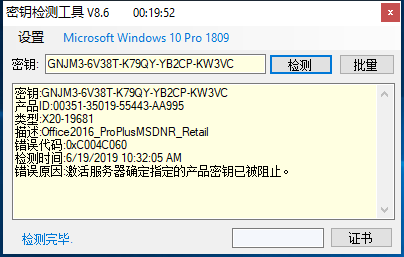 密钥检测工具 V8.6 00:19:52
设置 Microsoft Windows 10 Pro 1809
密钥: GNJM3-6V38T-K79QY-YB2CP-KW3VC 检测 批量
密钥:GNJM3-6V38T-K79QY-YB2CP-KW3VC
产品ID:00351-35019-55443-AA995
类型:X20-19681
描述:Office2016_ProPlusMSDNR_Retail
错误代码:0xC004C060
检测时间:6/19/2019 10:32:05 AM
错误原因:激活服务器确定指定的产品密钥已被阻止。
检测完毕. 证书